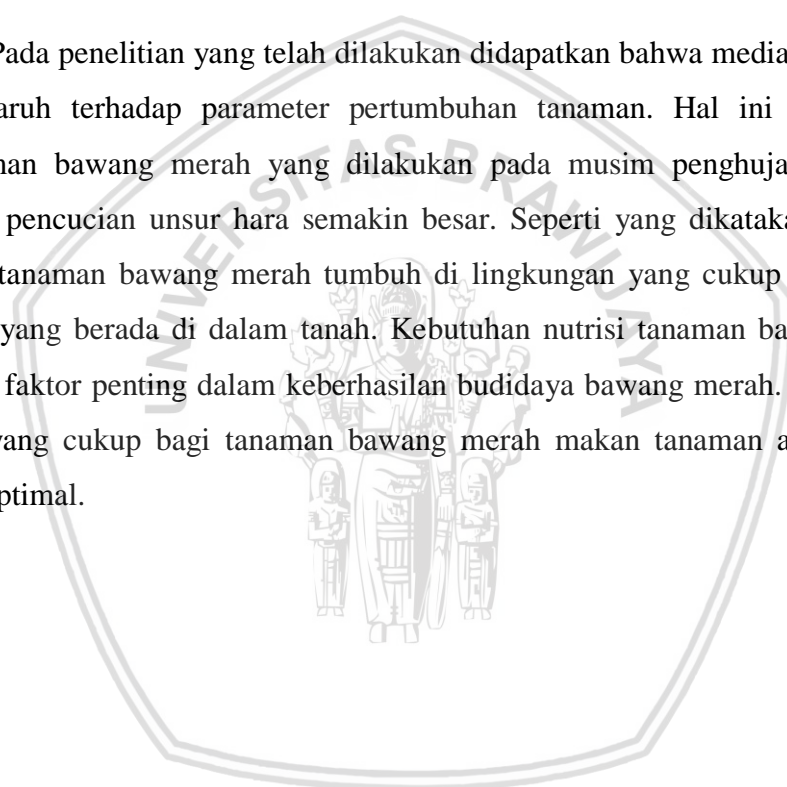 Pada penelitian yang telah dilakukan didapatkan bahwa media
aruh terhadap parameter pertumbuhan tanaman. Hal ini
nan bawang merah yang dilakukan pada musim penghuja
pencucian unsur hara semakin besar. Seperti yang dikataka
tanaman bawang merah tumbuh di lingkungan yang cukup
yang berada di dalam tanah. Kebutuhan nutrisi tanaman ba
faktor penting dalam keberhasilan budidaya bawang merah.
yang cukup bagi tanaman bawang merah makan tanaman a
ptimal.
UNIVERSITAS BRAWIJAYA